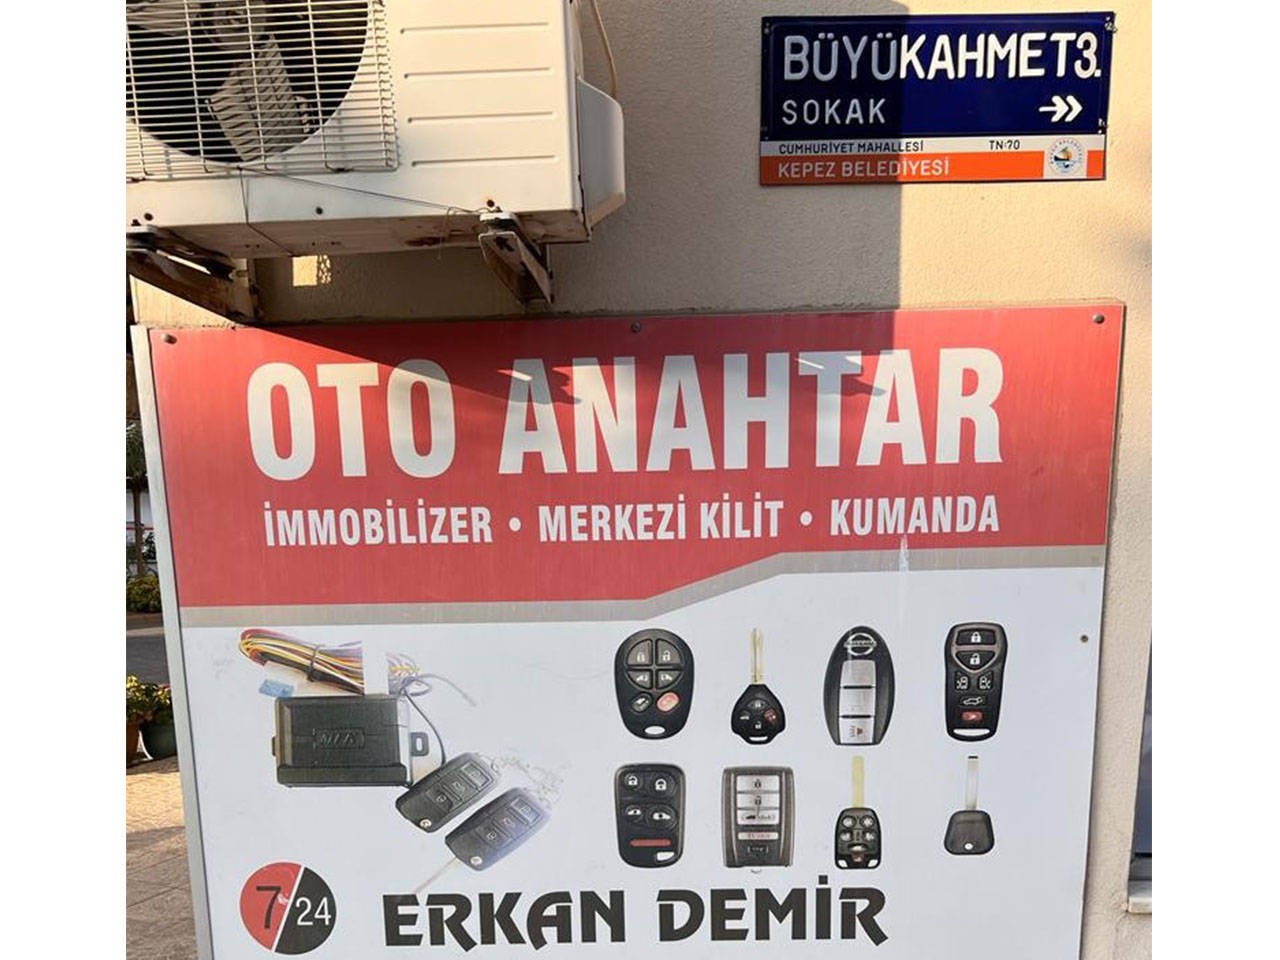 BÜYÜKAHMET3.
SOKAK
CUMHURİYET MAHALLESİ TN:70
KEPEZ BELEDİYESİ
OTO ANAHTAR
İMMOBİLİZER • MERKEZİ KİLİT • KUMANDA
7/24
ERKAN DEMİR